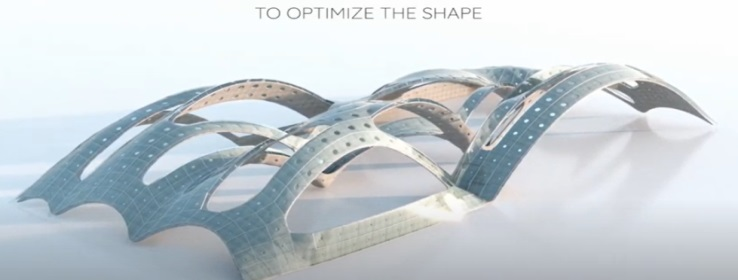 TO OPTIMIZE THE SHAPE